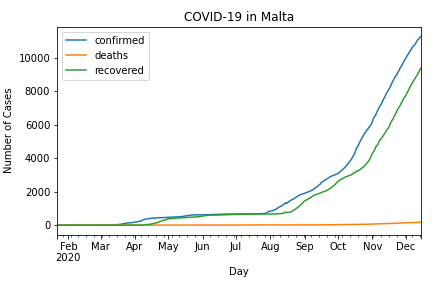 COVID-19 in Malta
confirmed
deaths
recovered
Number of Cases
10000
8000
6000
4000
2000
0
Feb Mar Apr May Jun Jul Aug Sep Oct Nov Dec
2020
Day